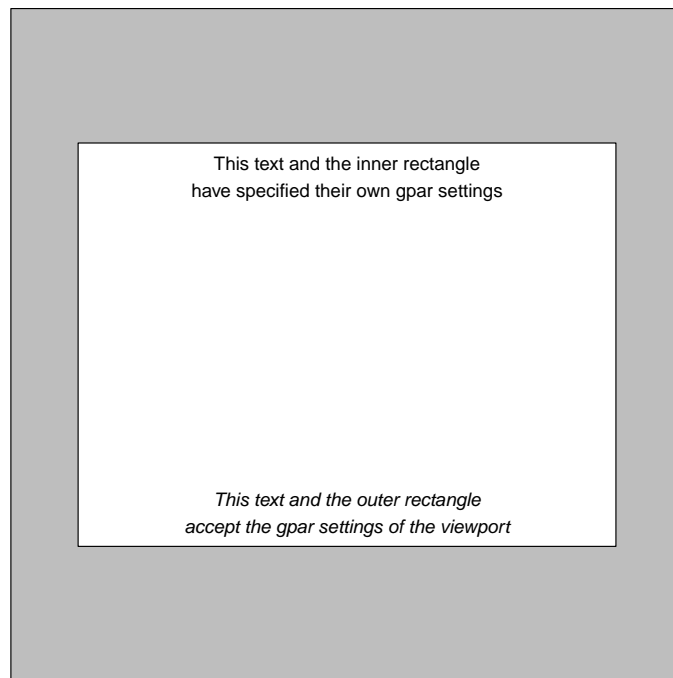 This text and the inner rectangle
have specified their own gpar settings
This text and the outer rectangle
accept the gpar settings of the viewport